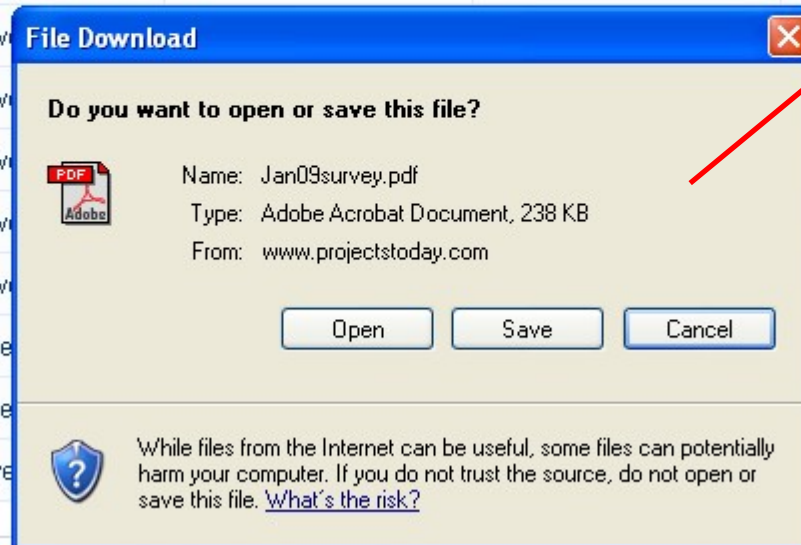 File Download
Do you want to open or save this file?
PDF
Adobe
Name: Jan09survey.pdf
Type: Adobe Acrobat Document, 238 KB
From: www.projectstoday.com
Open Save Cancel
While files from the Internet can be useful, some files can potentially
harm your computer. If you do not trust the source, do not open or
save this file. What's the risk?